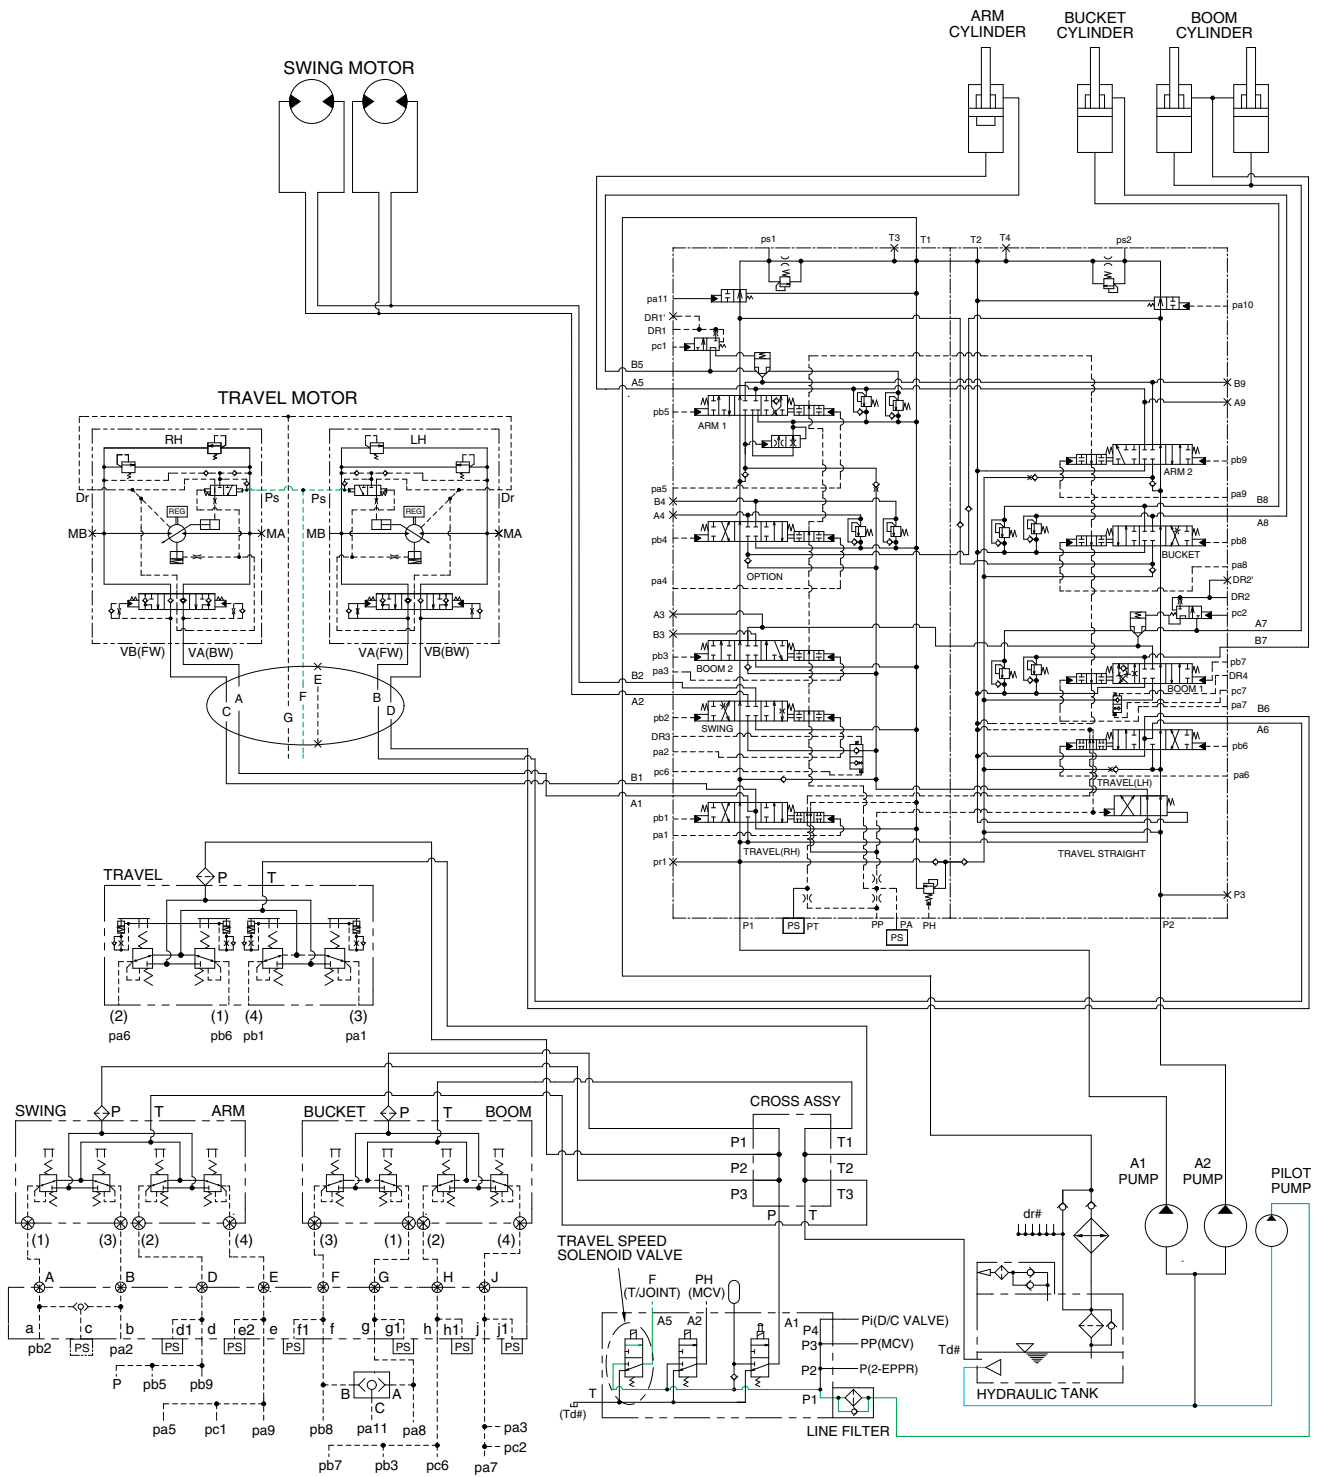 ARM
CYLINDER
BUCKET
CYLINDER
BOOM
CYLINDER
SWING MOTOR
ps1
T3
T1
T2
T4
ps2
pa11
pa10
DR1'
DR1
pc1
B5
A5
B9
A9
TRAVEL MOTOR
pb5
ARM 1
RH
LH
ARM 2
pb9
Dr
Ps
Ps
Dr
pa5
pa9
B4
B8
REG
REG
A4
A8
MB
MA
MB
MA
pb4
pb8
BUCKET
OPTION
pa8
pa4
DR2'
DR2
A3
pc2
B3
A7
B7
VB(FW)
VA(BW)
VA(FW)
VB(BW)
pb3
BOOM 2
pb7
pa3
DR4
B2
BOOM 1
pc7
E
A
F
B
A2
pa7
C
G
D
B6
pb2
SWING
A6
DR3
pb6
pa2
pc6
pa6
B1
TRAVEL(LH)
A1
pb1
pa1
TRAVEL(RH)
TRAVEL STRAIGHT
pr1
TRAVEL
P
T
P3
P1
PS
PT
PP
PA
PH
P2
PS
(2)
(1)
(4)
(3)
pa6
pb6
pb1
pa1
CROSS ASSY
SWING
P
T
ARM
BUCKET
P
T
BOOM
P1
T1
P2
T2
P3
T3
P
T
A1
PUMP
A2
PUMP
PILOT
PUMP
dr#
(1)
(3)
(2)
(4)
(3)
(1)
(2)
(4)
TRAVEL SPEED
SOLENOID VALVE
A
B
D
E
F
G
H
J
F
(T/JOINT)
PH
(MCV)
A5
A2
A1
Pi(D/C VALVE)
P4
P3
PP(MCV)
P2
P(2-EPPR)
P1
a
c
b
d1
d
e2
e
f1
f
g
g1
h
h1
j
j1
pb2
PS
pa2
PS
PS
PS
PS
PS
PS
Td#
T
(Td#)
HYDRAULIC TANK
LINE FILTER
P
pb5
pb9
B
A
C
pa5
pc1
pa9
pb8
pa11
pa8
pa3
pc2
pb7
pb3
pc6
pa7